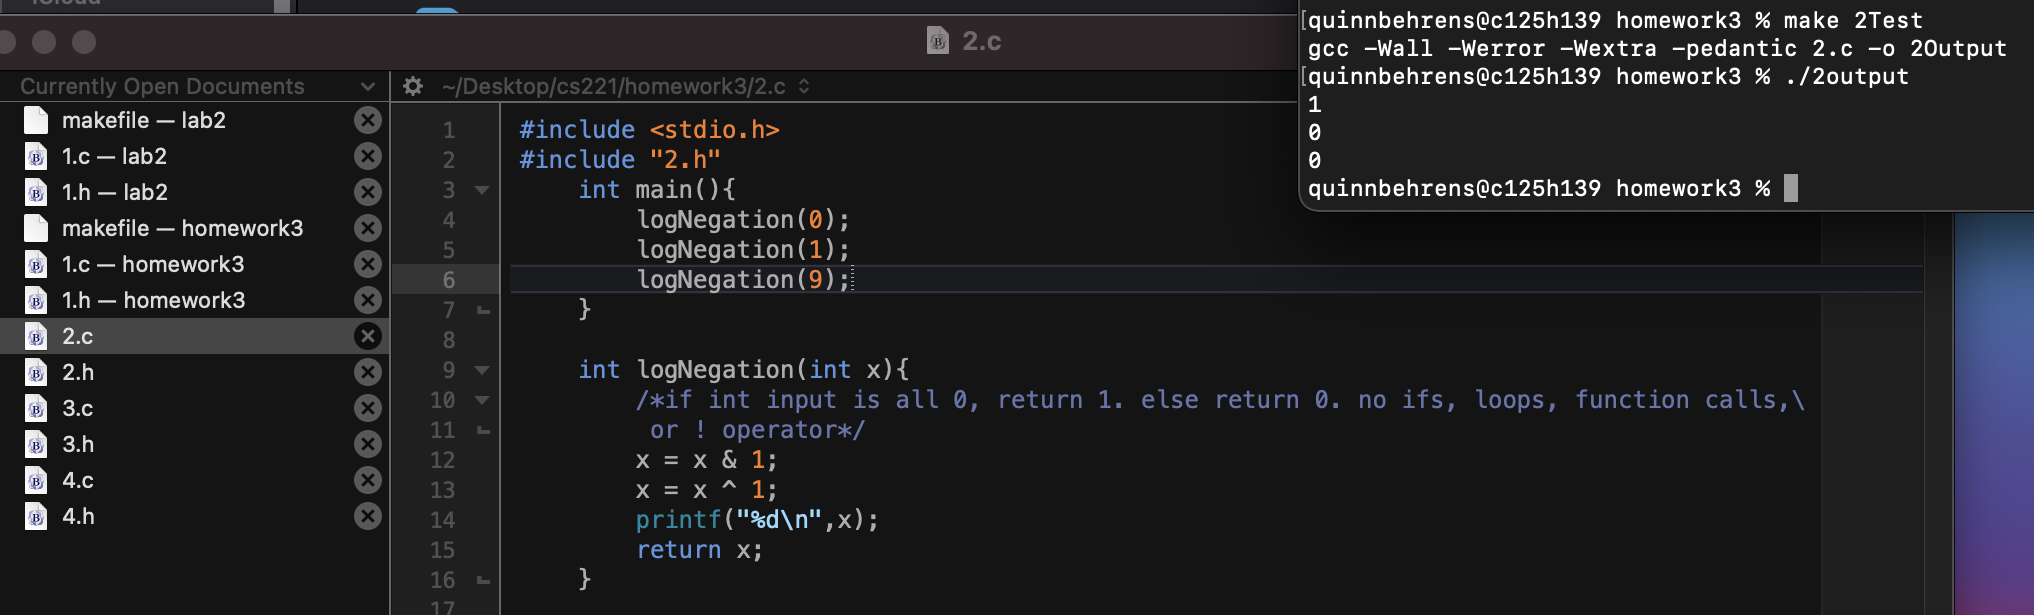 2.c
Currently Open Documents
makefile — lab2
1.c — lab2
1.h — lab2
makefile — homework3
1.c — homework3
1.h — homework3
2.c
2.h
3.c
3.h
4.c
4.h
~/Desktop/cs221/homework3/2.c
1 #include <stdio.h>
2 #include "2.h"
3 int main(){
4 logNegation(0);
5 logNegation(1);
6 logNegation(9);
7 }
8
9 int logNegation(int x){
10 /*if int input is all 0, return 1. else return 0. no ifs, loops, function calls,\
11 or ! operator*/
12 x = x & 1;
13 x = x ^ 1;
14 printf("%d\n",x);
15 return x;
16 }
17
[quinnbehrens@c125h139 homework3 % make 2Test
gcc -Wall -Werror -Wextra -pedantic 2.c -o 2Output
[quinnbehrens@c125h139 homework3 % ./2output
1
0
0
quinnbehrens@c125h139 homework3 %